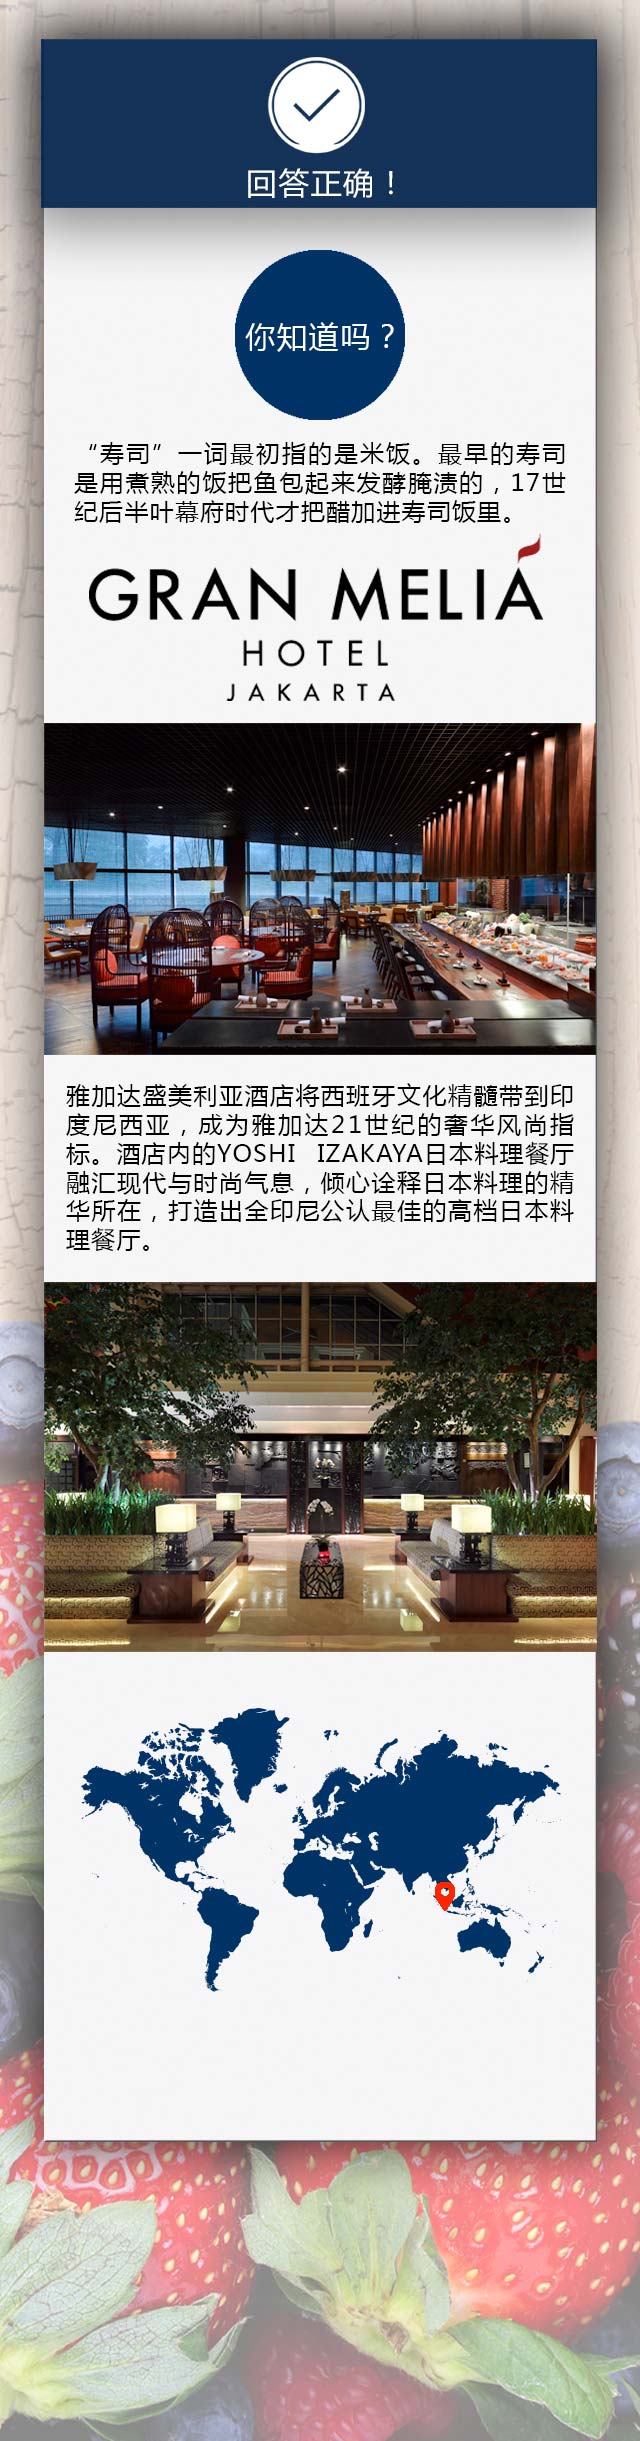 回答正确！
你知道吗？
“寿司”一词最初指的是米饭。最早的寿司
是用煮熟的饭把鱼包起来发酵腌渍的，17世
纪后半叶幕府时代才把醋加进寿司饭里。
GRAN MELIÁ
HOTEL
JAKARTA
雅加达盛美利亚酒店将西班牙文化精髓带到印
度尼西亚，成为雅加达21世纪的奢华风尚指
标。酒店内的YOSHI IZAKAYA日本料理餐厅
融汇现代与时尚气息，倾心诠释日本料理的精
华所在，打造出全印尼公认最佳的高档日本料
理餐厅。